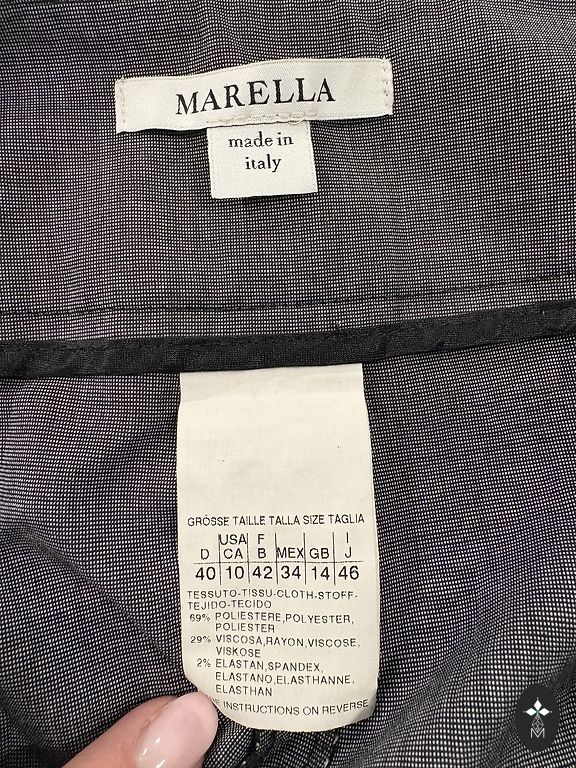 MARELLA
made in
italy
GRÖSSE TAILLE TALLA SIZE TAGLIA
USA F I
D CA B MEX GB J
40 10 42 34 14 46
TESSUTO-TISSU-CLOTH-STOFF-
TEJIDO-TECIDO
69% POLIESTERE,POLYESTER,
POLIESTER
29% VISCOSA,RAYON,VISCOSE,
VISKOSE
2% ELASTAN,SPANDEX,
ELASTANO,ELASTHANNE,
ELASTHAN
INSTRUCTIONS ON REVERSE